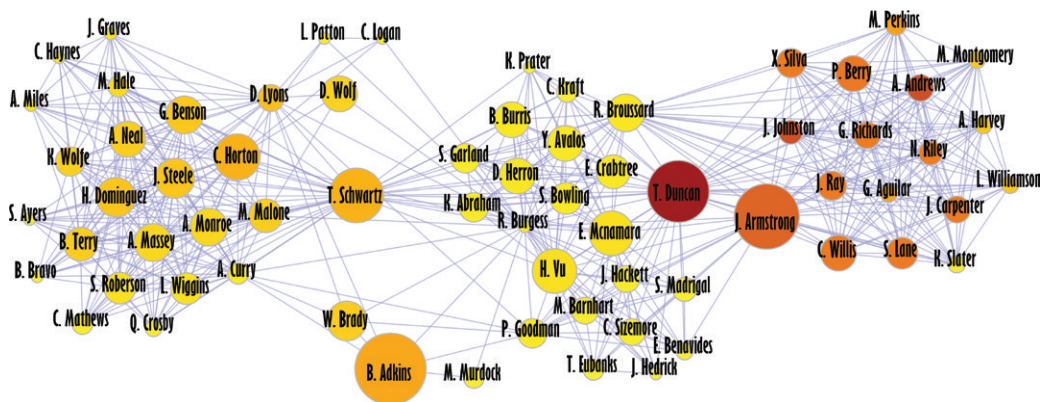 J. Graves
C. Haynes
M. Hale
A. Miles
G. Benson
A. Neal
K. Wolfe
C. Horton
J. Steele
H. Dominguez
S. Ayers
A. Monroe
M. Malone
B. Terry
A. Massey
B. Bravo
S. Roberson
L. Wiggins
A. Curry
C. Mathews
Q. Crosby
L. Patton
C. Logan
D. Lyons
D. Wolf
T. Schwartz
W. Brady
B. Adkins
M. Murdock
K. Prater
C. Kraft
R. Broussard
B. Burris
Y. Avalos
S. Garland
D. Herron
E. Crabtree
K. Abraham
S. Bowling
R. Burgess
E. Mcnamara
H. Vu
J. Hackett
S. Madrigal
M. Barnhart
P. Goodman
C. Sizemore
E. Benavides
T. Eubanks
J. Hedrick
T. Duncan
J. Armstrong
M. Perkins
X. Silva
P. Berry
M. Montgomery
A. Andrews
J. Johnston
G. Richards
A. Harvey
N. Riley
J. Ray
G. Aguilar
L. Williamson
J. Carpenter
C. Willis
S. Lane
K. Slater